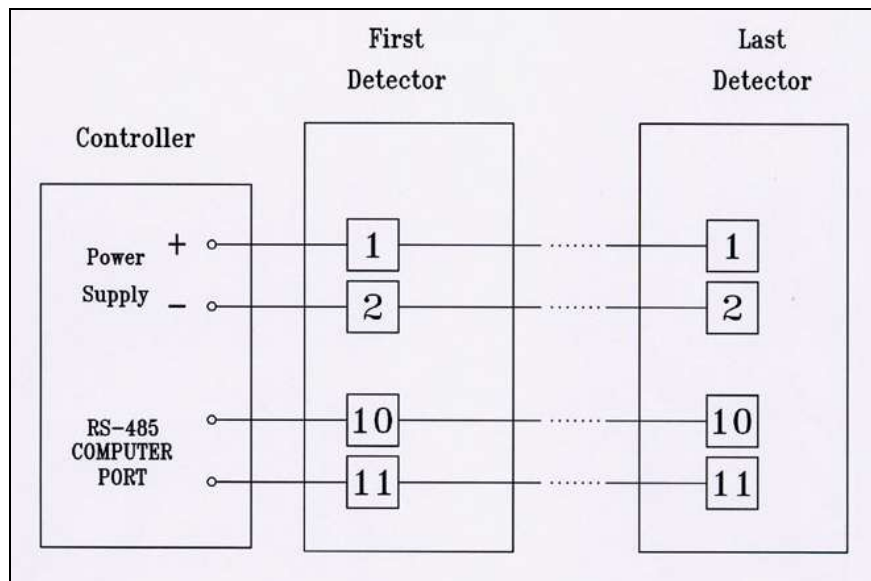 First
Detector
Last
Detector
Controller
Power
Supply
+
-
1
2
1
2
RS-485
COMPUTER
PORT
10
11
10
11